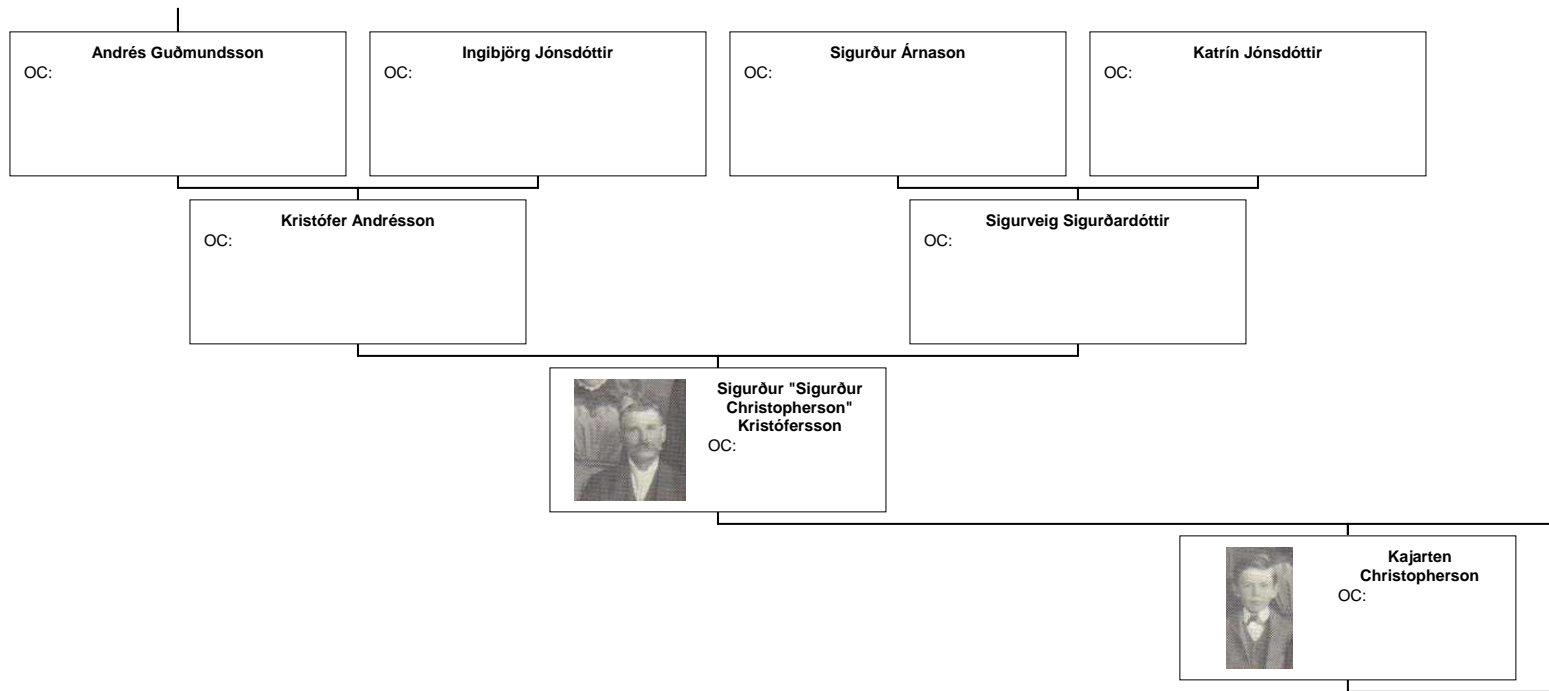 Andrés Guðmundsson
OC:
Ingibjörg Jónsdóttir
OC:
Sigurður Árnason
OC:
Katrín Jónsdóttir
OC:
Kristófer Andrésson
OC:
Sigurveig Sigurðardóttir
OC:
Sigurður "Sigurður
Christopherson"
Kristófersson
OC:
Kajarten
Christopherson
OC: